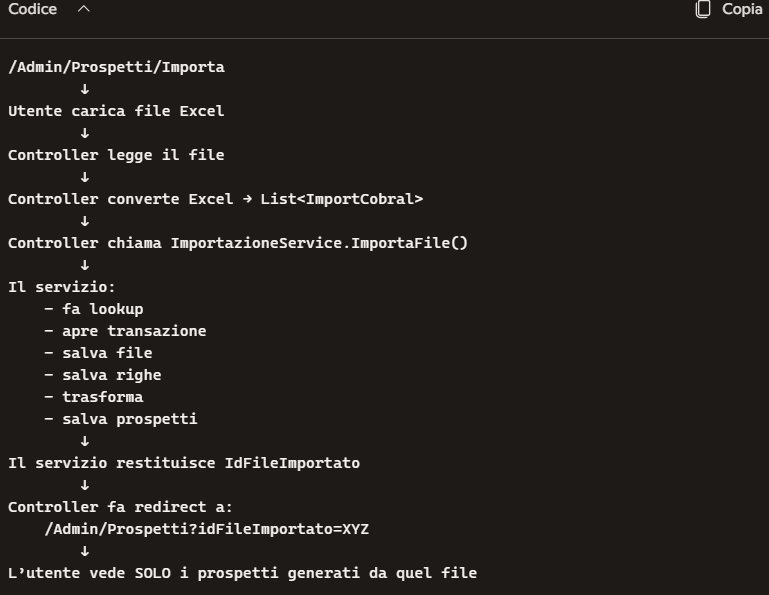 Codice
Copia
/Admin/Prospetti/Importa
↓
Utente carica file Excel
↓
Controller legge il file
↓
Controller converte Excel → List<ImportCobral>
↓
Controller chiama ImportazioneService.ImportaFile()
↓
Il servizio:
– fa lookup
– apre transazione
– salva file
– salva righe
– trasforma
– salva prospetti
↓
Il servizio restituisce IdFileImportato
↓
Controller fa redirect a:
/Admin/Prospetti?idFileImportato=XYZ
↓
L’utente vede SOLO i prospetti generati da quel file